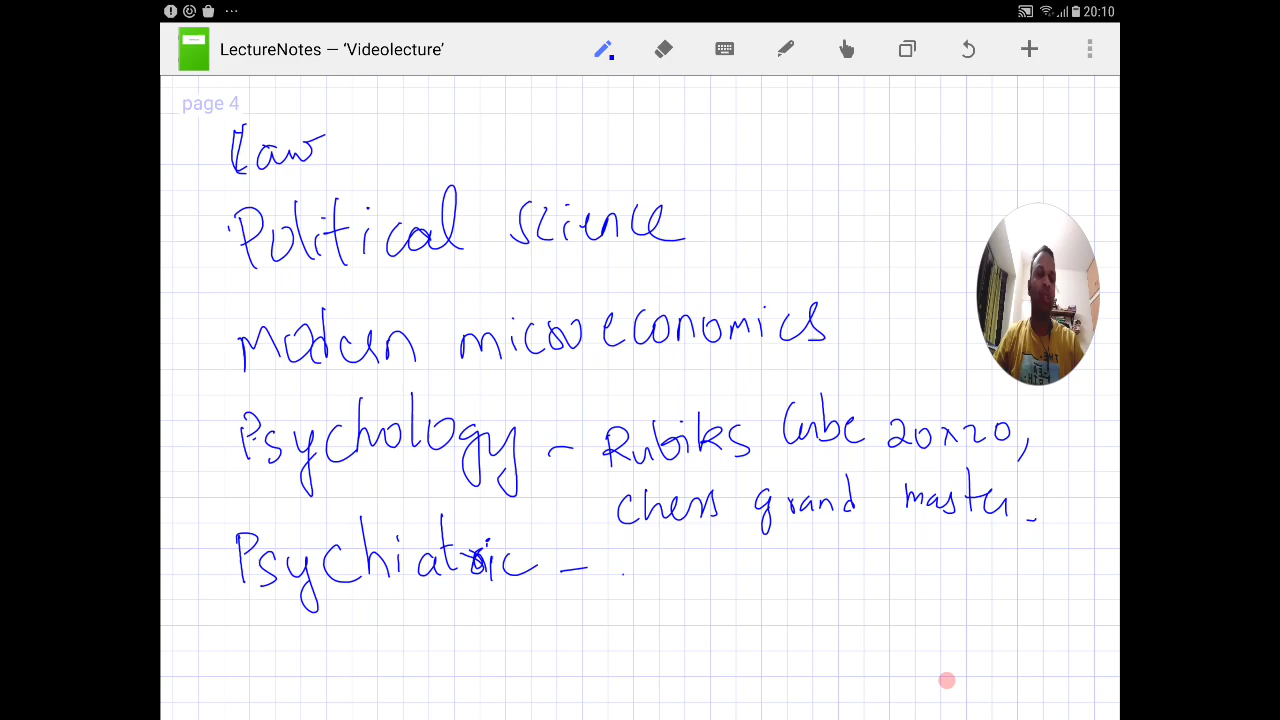 20:10
LectureNotes — ‘Videolecture’
page 4
Law
Political Science
Modern microeconomics
Psychology - Rubiks Cube 20x20,
chess grand master.
Psychiatric -